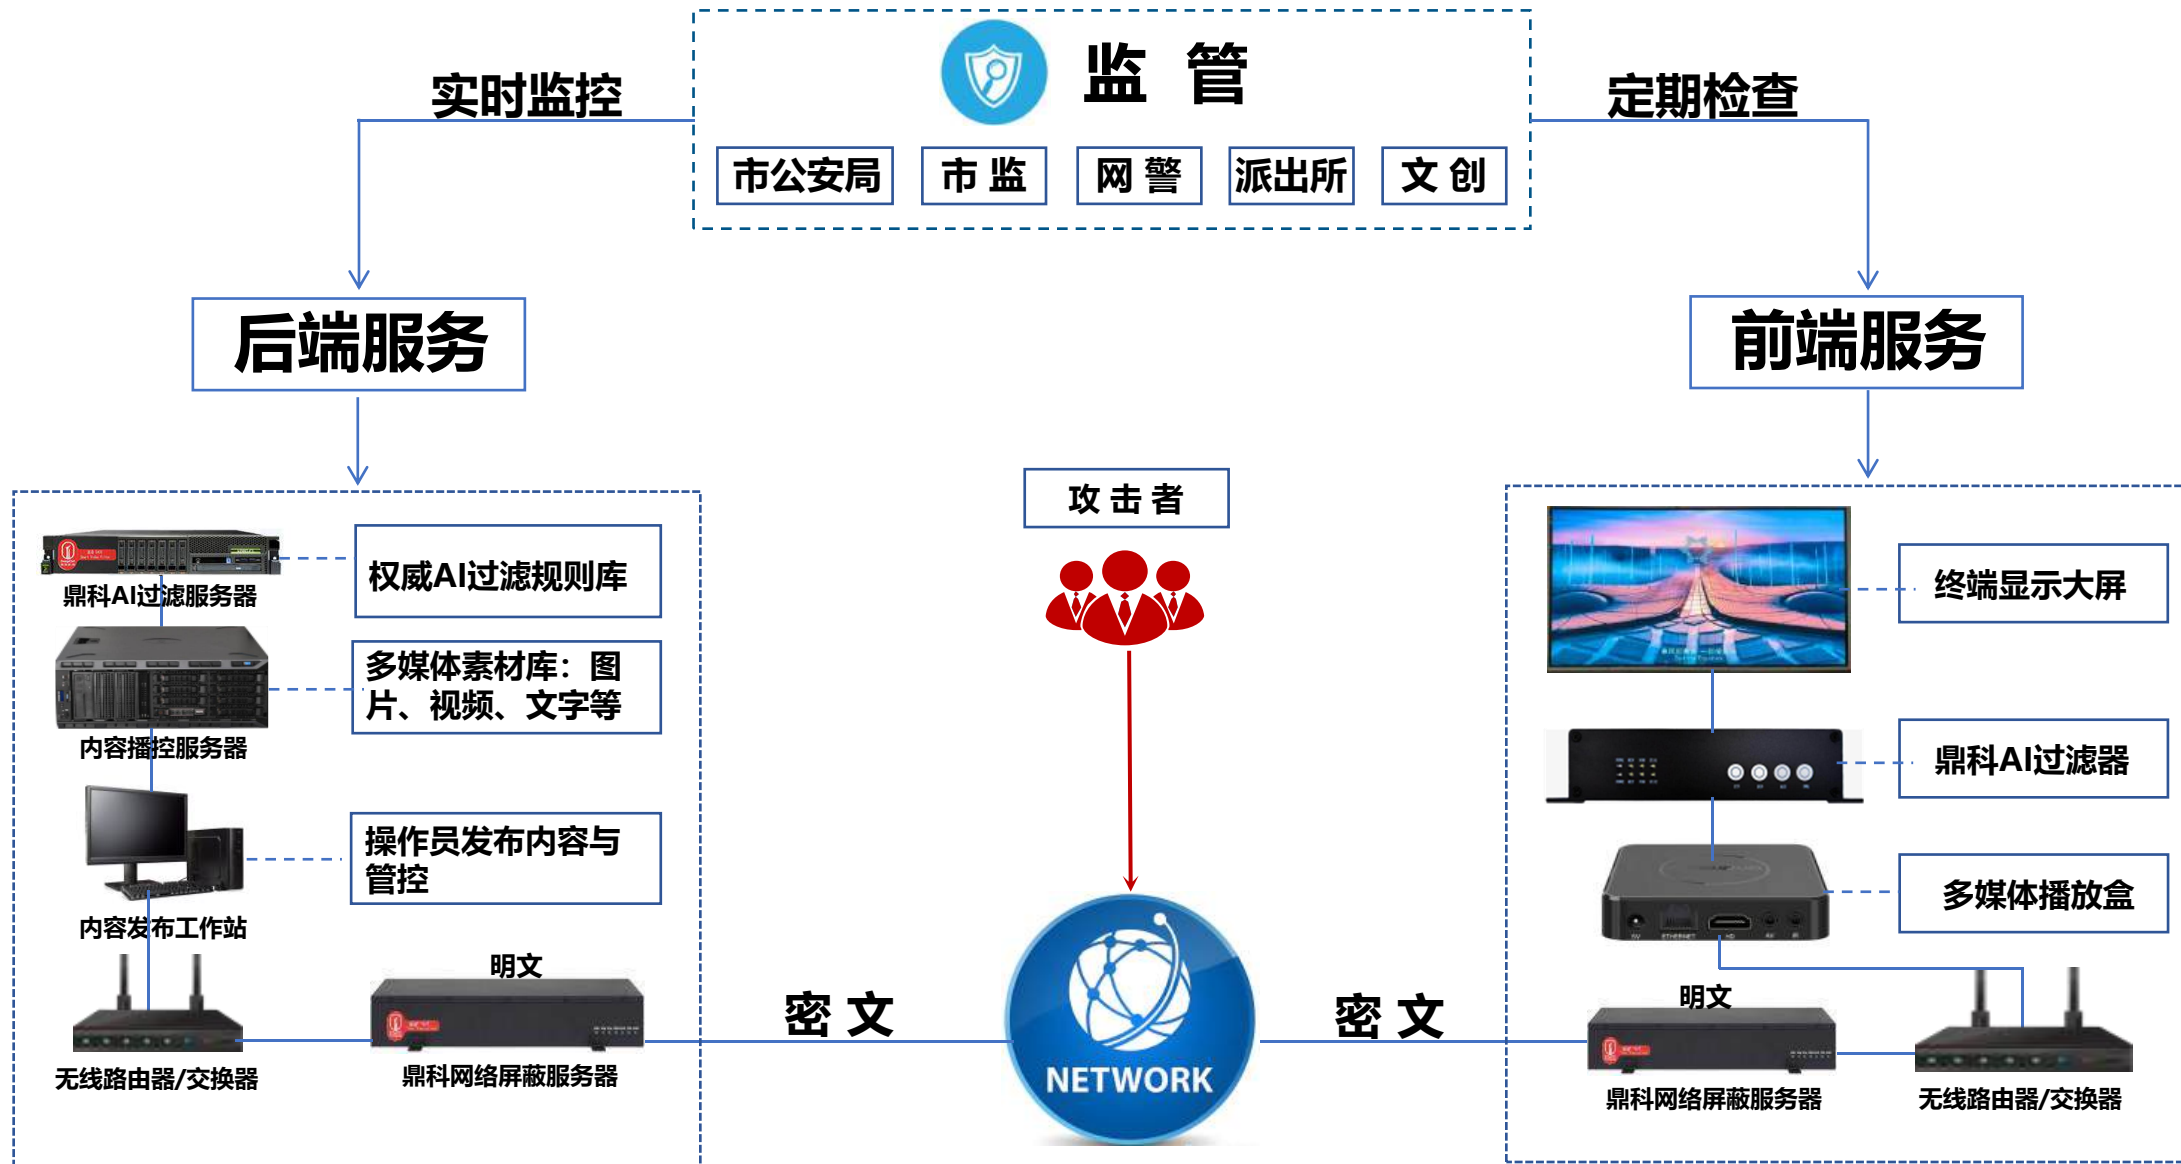 监 管
实时监控
定期检查
市公安局
市 监
网 警
派出所
文 创
后端服务
前端服务
攻 击 者
权威AI过滤规则库
鼎科AI过滤服务器
多媒体素材库：图
片、视频、文字等
内容播控服务器
操作员发布内容与
管控
内容发布工作站
明文
无线路由器/交换器
鼎科网络屏蔽服务器
密 文
NETWORK
密 文
终端显示大屏
鼎科AI过滤器
多媒体播放盒
ETHERNET
HD
AV
明文
鼎科网络屏蔽服务器
无线路由器/交换器